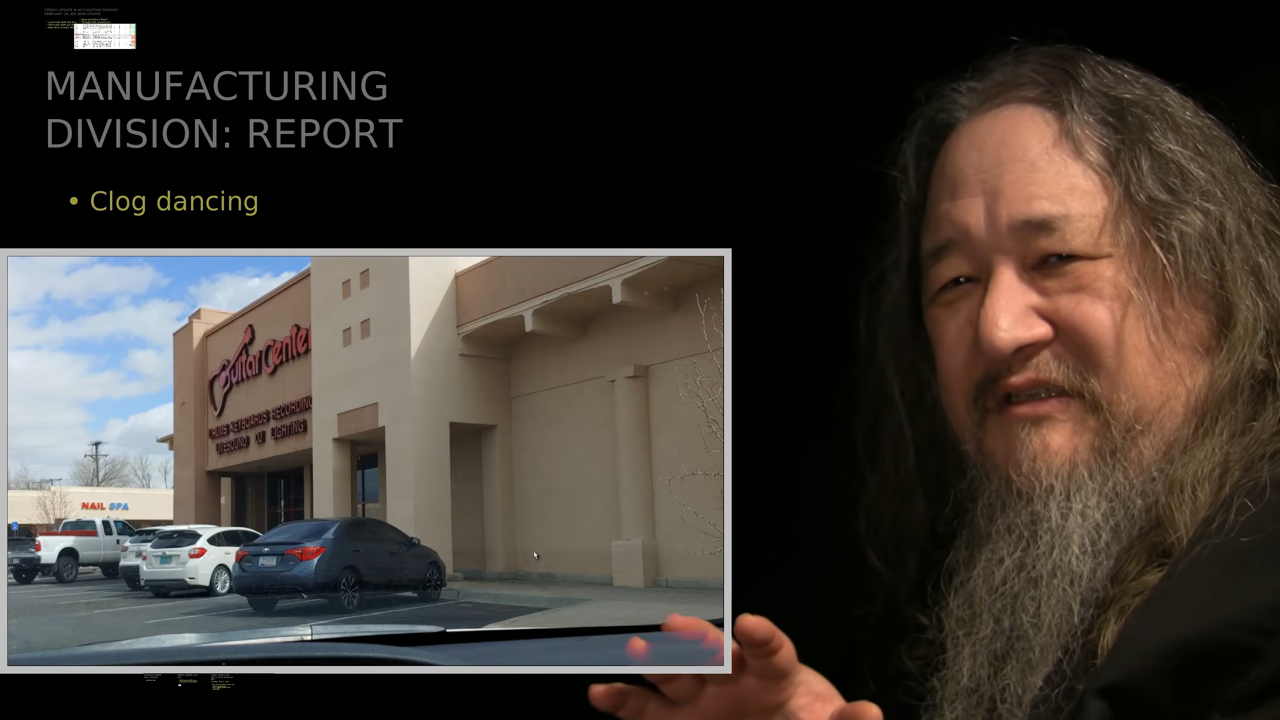 MANUFACTURING
DIVISION: REPORT
• Clog dancing
Guitar Center
DRUMS KEYBOARDS RECORDING
LIVESOUND DJ LIGHTING
NAIL SPA